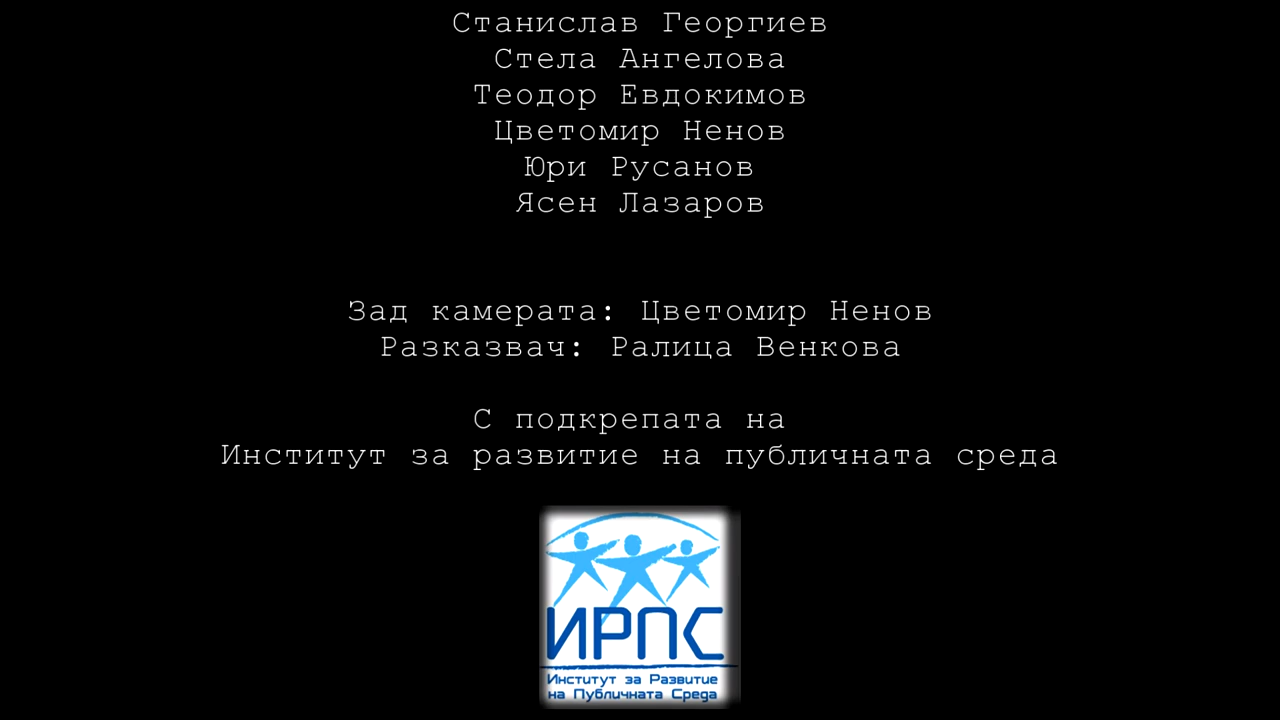 Станислав Георгиев
Стела Ангелова
Теодор Евдокимов
Цветомир Ненов
Юри Русанов
Ясен Лазаров
Зад камерата: Цветомир Ненов
Разказвач: Ралица Венкова
С подкрепата на
Институт за развитие на публичната среда
ИРПС
Институт за Развитие
на Публичната Среда